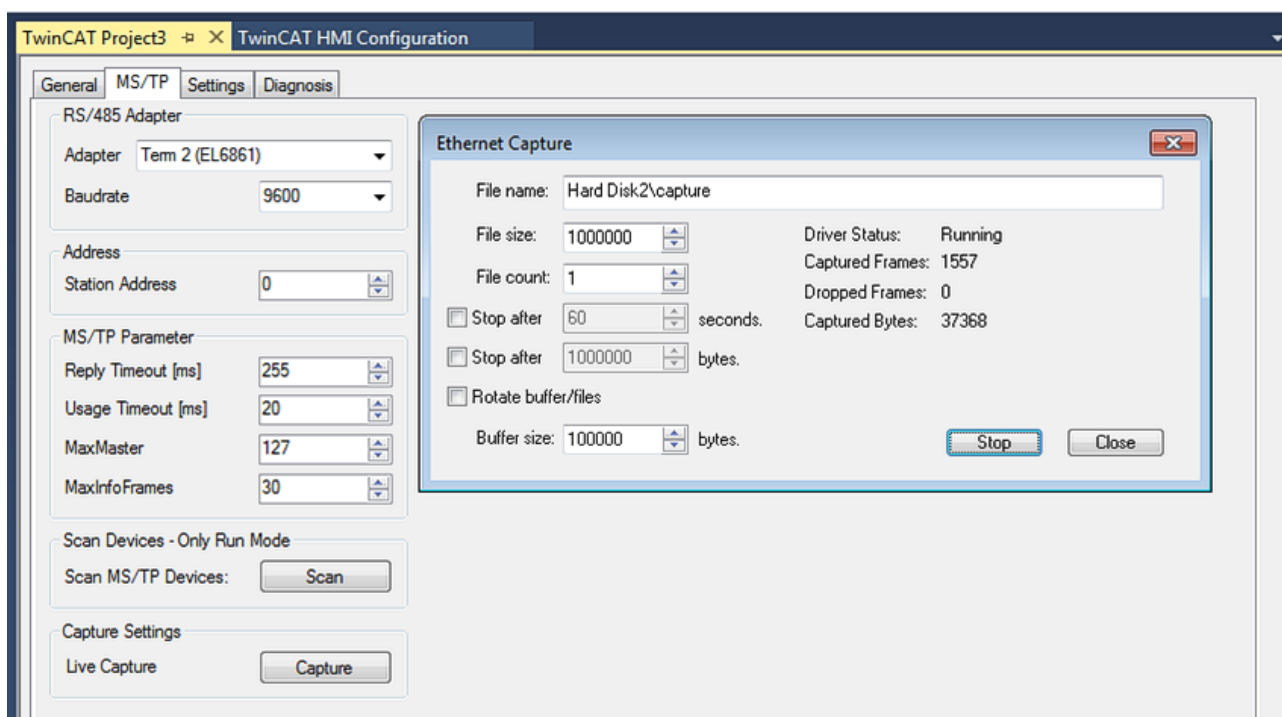 TwinCAT Project3 TwinCAT HMI Configuration
General MS/TP Settings Diagnosis
RS/485 Adapter
Adapter Term 2 (EL6861)
Baudrate 9600
Address
Station Address 0
MS/TP Parameter
Reply Timeout [ms] 255
Usage Timeout [ms] 20
MaxMaster 127
MaxInfoFrames 30
Scan Devices - Only Run Mode
Scan MS/TP Devices: Scan
Capture Settings
Live Capture Capture
Ethernet Capture
File name: Hard Disk2\capture
File size: 1000000
File count: 1
Stop after 60 seconds.
Stop after 1000000 bytes.
Rotate buffer/files
Buffer size: 100000 bytes.
Driver Status: Running
Captured Frames: 1557
Dropped Frames: 0
Captured Bytes: 37368
Stop Close